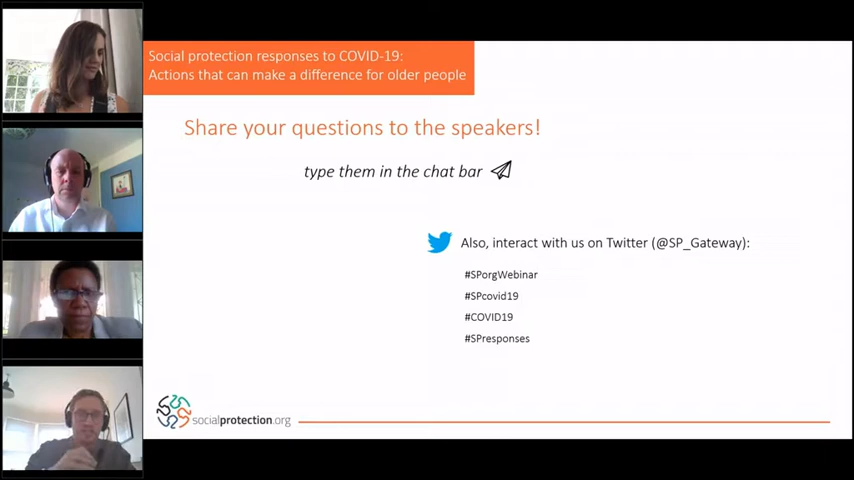 Social protection responses to COVID-19:
Actions that can make a difference for older people
Share your questions to the speakers!
type them in the chat bar
Also, interact with us on Twitter (@SP_Gateway):
#SPorgWebinar
#SPcovid19
#COVID19
#SPresponses
socialprotection.org